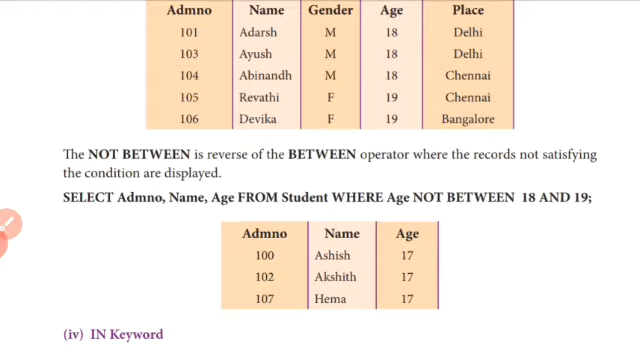 Admno Name Gender Age Place
101 Adarsh M 18 Delhi
103 Ayush M 18 Delhi
104 Abinandh M 18 Chennai
105 Revathi F 19 Chennai
106 Devika F 19 Bangalore
The NOT BETWEEN is reverse of the BETWEEN operator where the records not satisfying
the condition are displayed.
SELECT Admno, Name, Age FROM Student WHERE Age NOT BETWEEN 18 AND 19;
Admno Name Age
100 Ashish 17
102 Akshith 17
107 Hema 17
(iv) IN Keyword